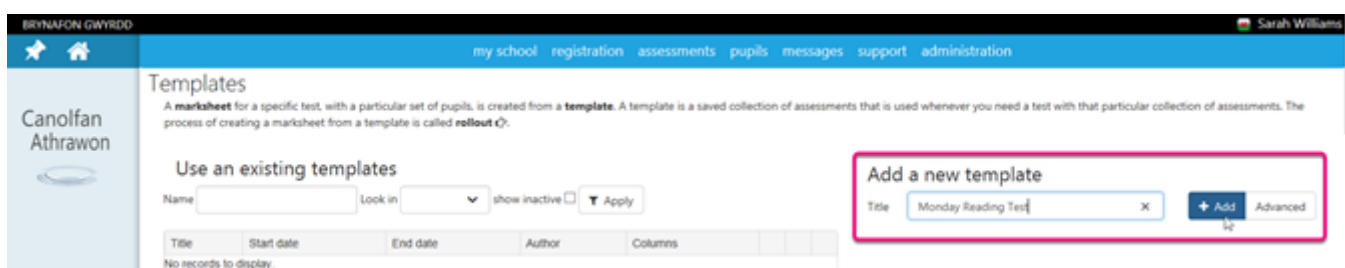 BRYNAFON GWYRDD
Sarah Williams
my school registration assessments pupils messages support administration
Canolfan
Athrawon
Templates
A marksheet for a specific test, with a particular set of pupils, is created from a template. A template is a saved collection of assessments that is used whenever you need a test with that particular collection of assessments. The
process of creating a marksheet from a template is called rollout.
Use an existing templates
Name Look in show inactive Apply
Title Start date End date Author Columns
No records to display.
Add a new template
Title Monday Reading Test × + Add Advanced